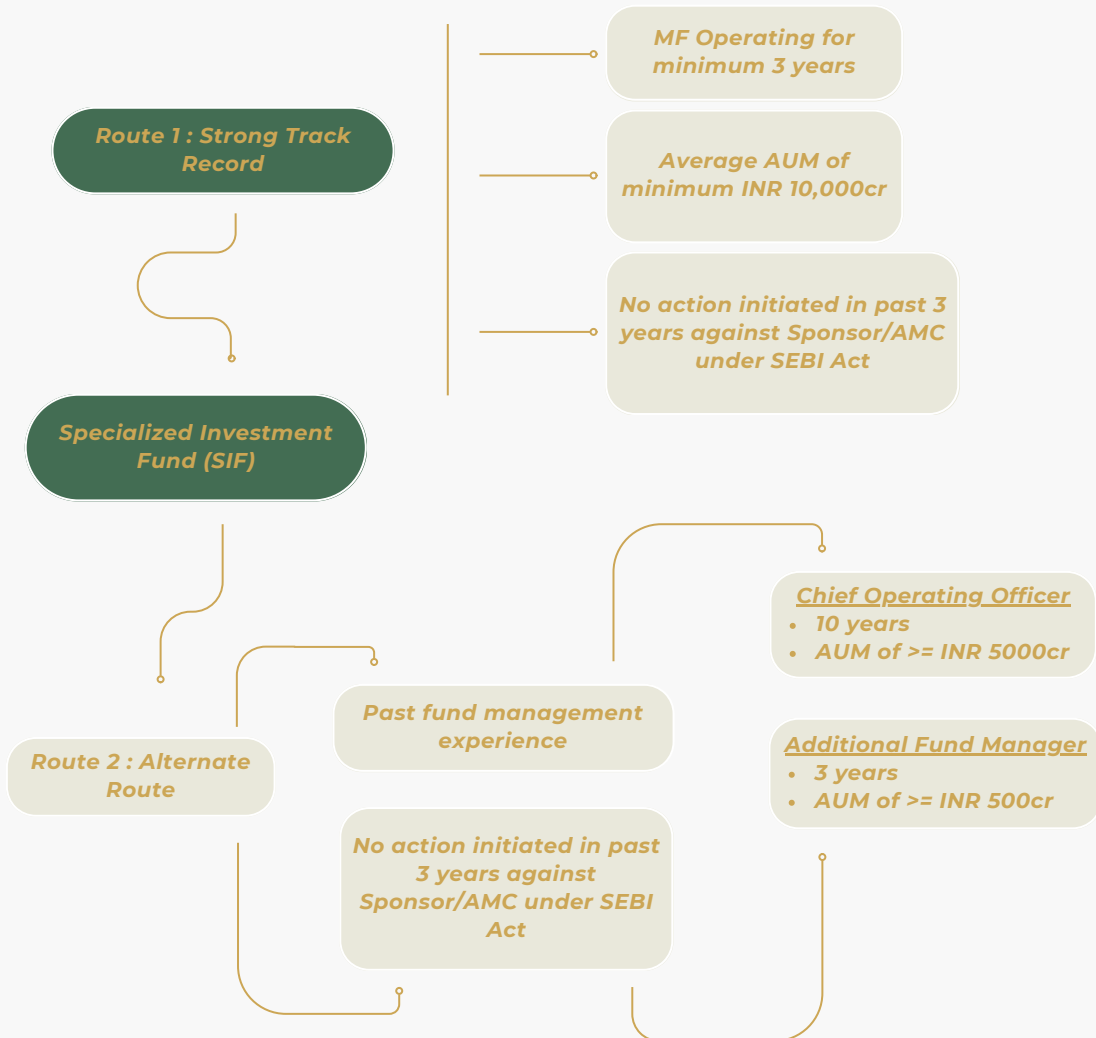 MF Operating for
minimum 3 years
Route 1 : Strong Track
Record
Average AUM of
minimum INR 10,000cr
No action initiated in past 3
years against Sponsor/AMC
under SEBI Act
Specialized Investment
Fund (SIF)
Chief Operating Officer
• 10 years
• AUM of >= INR 5000cr
Past fund management
experience
Route 2 : Alternate
Route
Additional Fund Manager
• 3 years
• AUM of >= INR 500cr
No action initiated in past
3 years against
Sponsor/AMC under SEBI
Act